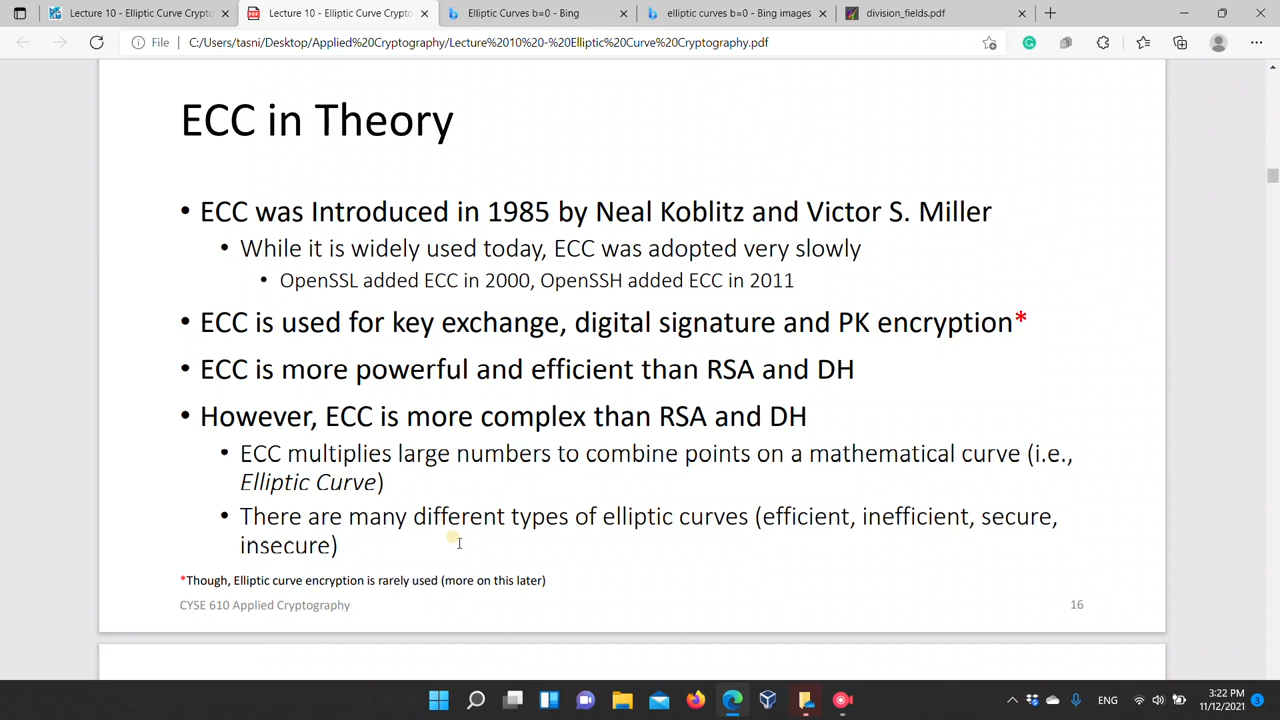 Lecture 10 - Elliptic Curve Crypto
Lecture 10 - Elliptic Curve Crypto
Elliptic Curves b=0 - Bing
elliptic curves b=0 - Bing images
division_fields.pdf
File
C:/Users/tasni/Desktop/Applied%20Cryptography/Lecture%2010%20-%20Elliptic%20Curve%20Cryptography.pdf
ECC in Theory
• ECC was Introduced in 1985 by Neal Koblitz and Victor S. Miller
• While it is widely used today, ECC was adopted very slowly
• OpenSSL added ECC in 2000, OpenSSH added ECC in 2011
• ECC is used for key exchange, digital signature and PK encryption*
• ECC is more powerful and efficient than RSA and DH
• However, ECC is more complex than RSA and DH
• ECC multiplies large numbers to combine points on a mathematical curve (i.e.,
Elliptic Curve)
• There are many different types of elliptic curves (efficient, inefficient, secure,
insecure)
*Though, Elliptic curve encryption is rarely used (more on this later)
CYSE 610 Applied Cryptography
16
ENG
3:22 PM
11/12/2021
3